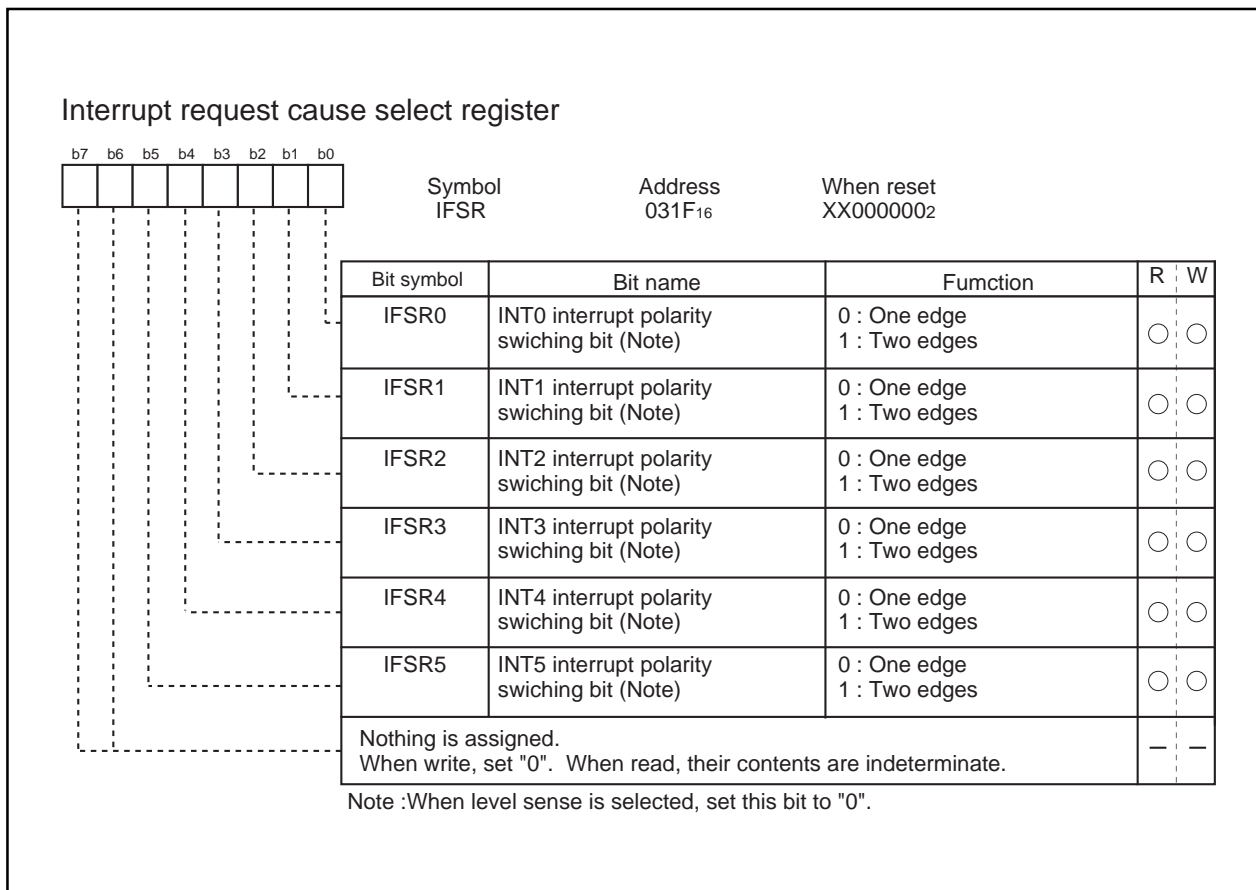 Interrupt request cause select register
b7 b6 b5 b4 b3 b2 b1 b0
Symbol Address When reset
IFSR 031F16 XX0000002
Bit symbol Bit name Fumction R W
IFSR0 INT0 interrupt polarity 0 : One edge
swiching bit (Note) 1 : Two edges
IFSR1 INT1 interrupt polarity 0 : One edge
swiching bit (Note) 1 : Two edges
IFSR2 INT2 interrupt polarity 0 : One edge
swiching bit (Note) 1 : Two edges
IFSR3 INT3 interrupt polarity 0 : One edge
swiching bit (Note) 1 : Two edges
IFSR4 INT4 interrupt polarity 0 : One edge
swiching bit (Note) 1 : Two edges
IFSR5 INT5 interrupt polarity 0 : One edge
swiching bit (Note) 1 : Two edges
Nothing is assigned.
When write, set "0". When read, their contents are indeterminate. – –
Note :When level sense is selected, set this bit to "0".